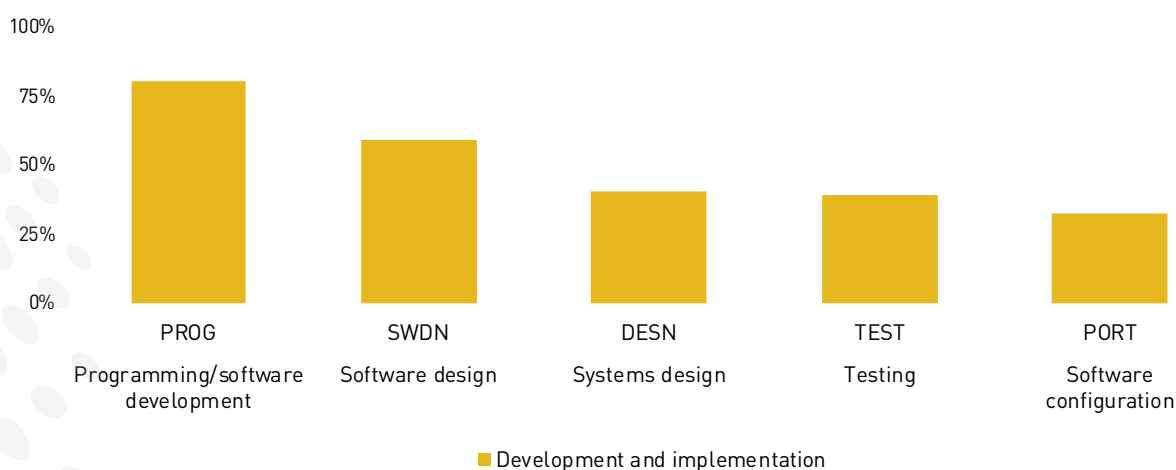 100%
75%
50%
25%
0%
PROG SWDN DESN TEST PORT
Programming/software development Software design Systems design Testing Software configuration
Development and implementation